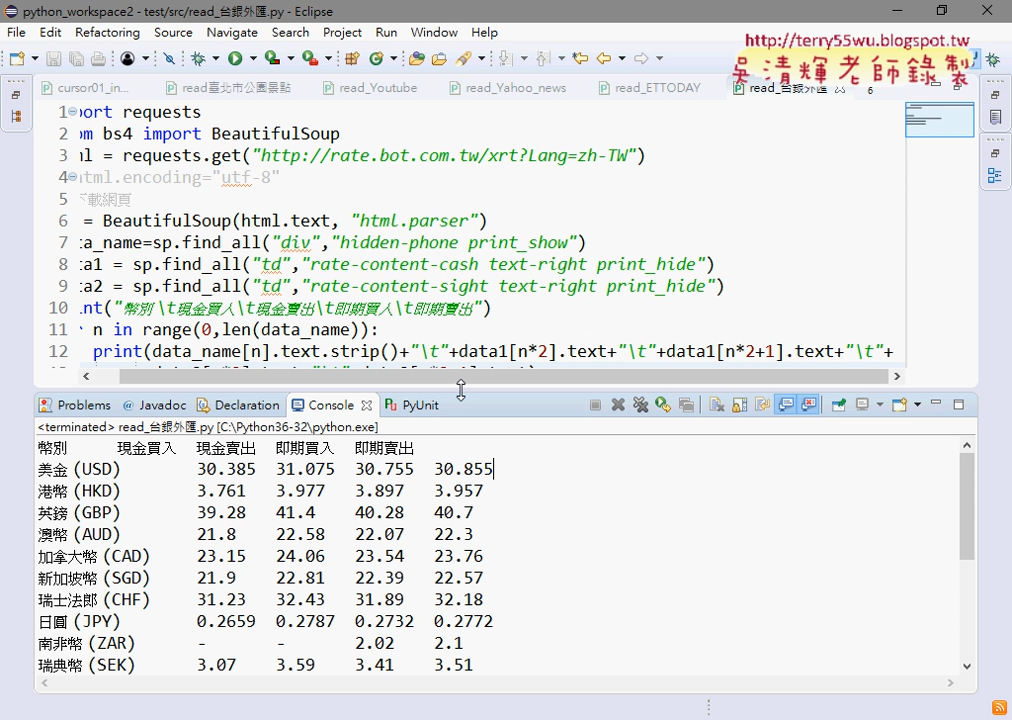 python_workspace2 - test/src/read_台銀外匯.py - Eclipse
File Edit Refactoring Source Navigate Search Project Run Window Help
http://terry55wu.blogspot.tw
吳清輝老師錄製
cursor01_in... read臺北市公園景點 read_Youtube read_Yahoo_news read_ETTODAY read_台銀外匯 6
1 port requests
2 om bs4 import BeautifulSoup
3 ml = requests.get("http://rate.bot.com.tw/xrt?Lang=zh-TW")
4 html.encoding="utf-8"
5 下載網頁
6 = BeautifulSoup(html.text, "html.parser")
7 ta_name=sp.find_all("div","hidden-phone print_show")
8 ta1 = sp.find_all("td","rate-content-cash text-right print_hide")
9 ta2 = sp.find_all("td","rate-content-sight text-right print_hide")
10 int("幣別 \t現金買入\t現金賣出\t即期買入\t即期賣出")
11 n in range(0,len(data_name)):
12 print(data_name[n].text.strip()+"\t"+data1[n*2].text+"\t"+data1[n*2+1].text+"\t"+
Problems @ Javadoc Declaration Console PyUnit
<terminated> read_台銀外匯.py [C:\Python36-32\python.exe]
幣別 現金買入 現金賣出 即期買入 即期賣出
美金 (USD) 30.385 31.075 30.755 30.855
港幣 (HKD) 3.761 3.977 3.897 3.957
英鎊 (GBP) 39.28 41.4 40.28 40.7
澳幣 (AUD) 21.8 22.58 22.07 22.3
加拿大幣 (CAD) 23.15 24.06 23.54 23.76
新加坡幣 (SGD) 21.9 22.81 22.39 22.57
瑞士法郎 (CHF) 31.23 32.43 31.89 32.18
日圓 (JPY) 0.2659 0.2787 0.2732 0.2772
南非幣 (ZAR) - - 2.02 2.1
瑞典幣 (SEK) 3.07 3.59 3.41 3.51